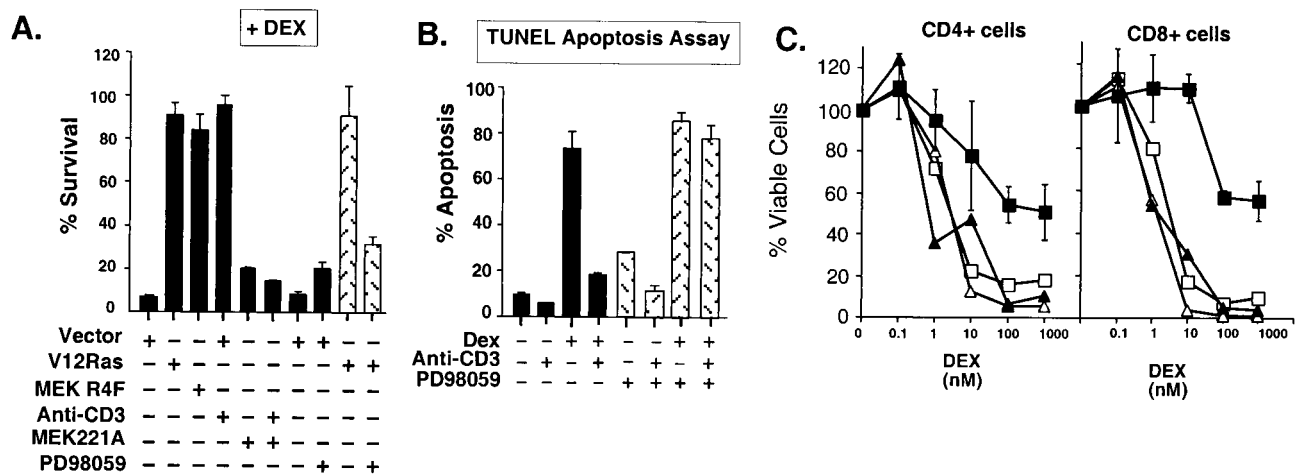 A.
+ DEX
% Survival
120
100
80
60
40
20
0
Vector + – – + – – + + – –
V12Ras – + – – – – – – + +
MEK R4F – – + – – – – – – –
Anti-CD3 – – – + – + – – – –
MEK221A – – – – + + – – – –
PD98059 – – – – – – – + – +
B.
TUNEL Apoptosis Assay
% Apoptosis
100
80
60
40
20
0
Dex – – + + – – + +
Anti-CD3 – + – + – + – +
PD98059 – – – – + + + +
C.
CD4+ cells
CD8+ cells
% Viable Cells
120
100
80
60
40
20
0
0 0.1 1 10 100 1000
0.1 1 10 100 1000
DEX
(nM)
DEX
(nM)